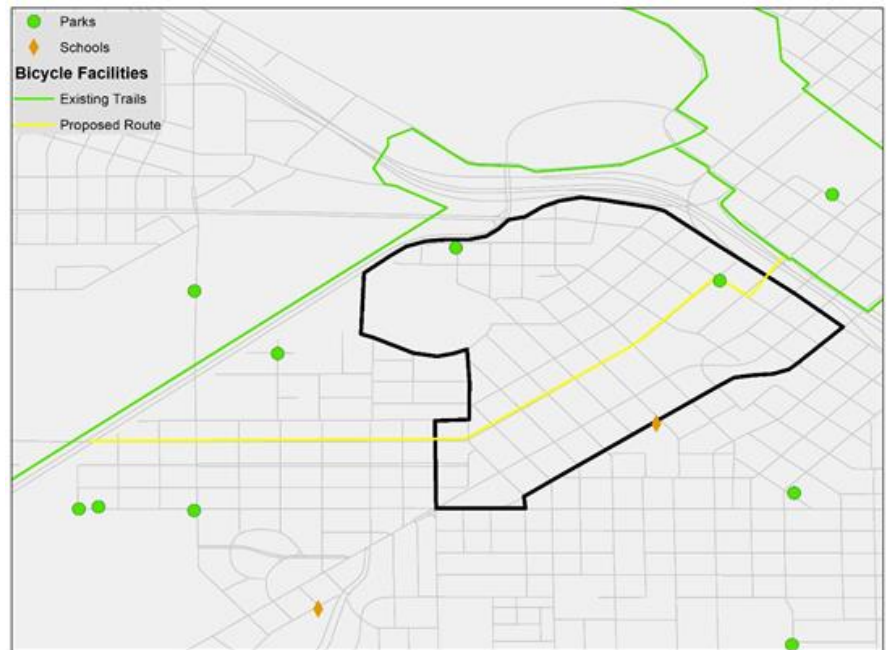 Parks
Schools
Bicycle Facilities
Existing Trails
Proposed Route